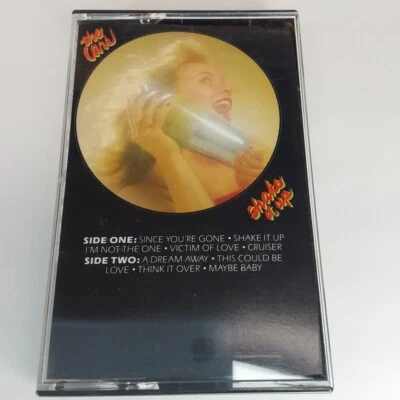 the
Cars
shake
it up
SIDE ONE: SINCE YOU'RE GONE • SHAKE IT UP
I'M NOT THE ONE • VICTIM OF LOVE • CRUISER
SIDE TWO: A DREAM AWAY • THIS COULD BE
LOVE • THINK IT OVER • MAYBE BABY